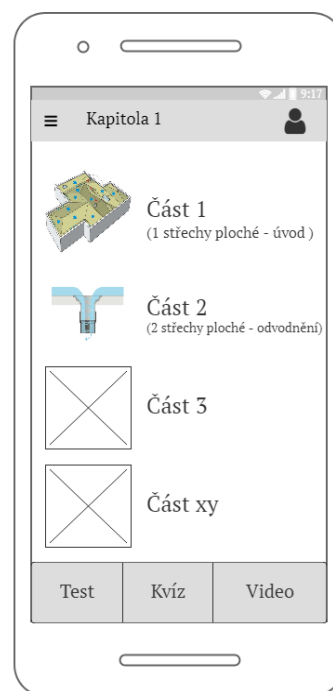 9:17
Kapitola 1
Část 1
(1 střechy ploché - úvod )
Část 2
(2 střechy ploché - odvodnění)
Část 3
Část xy
Test Kvíz Video